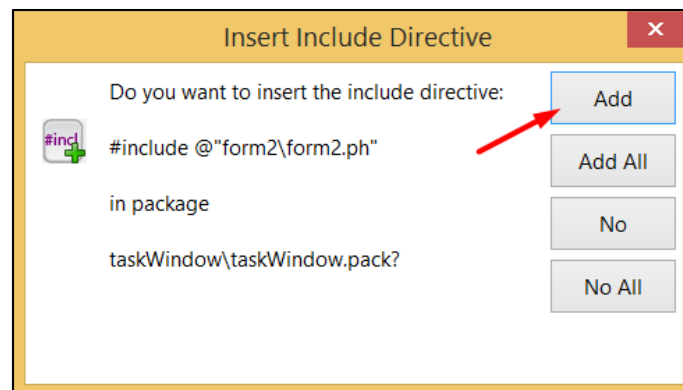 Insert Include Directive
Do you want to insert the include directive:
Add
#incl
#include @"form2\form2.ph"
Add All
in package
No
taskWindow\taskWindow.pack?
No All